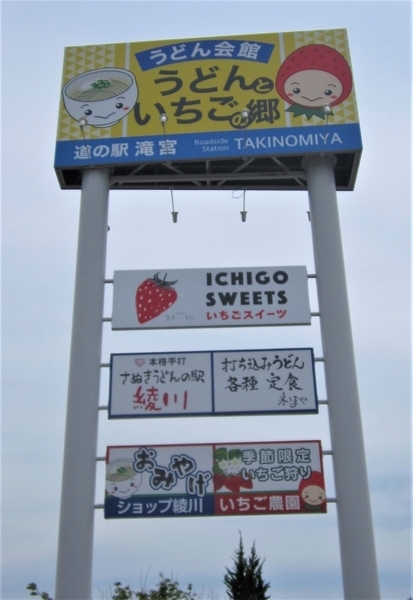 うどん会館
うどんと
いちごの郷
道の駅 滝宮
Roadside
Station
TAKINOMIYA
ICHIGO
SWEETS
いちごスイーツ
本格手打
さぬきうどんの駅
綾川
打ち込みうどん
各種 定食
おみやげ
ショップ綾川
季節限定
いちご狩り
いちご農園